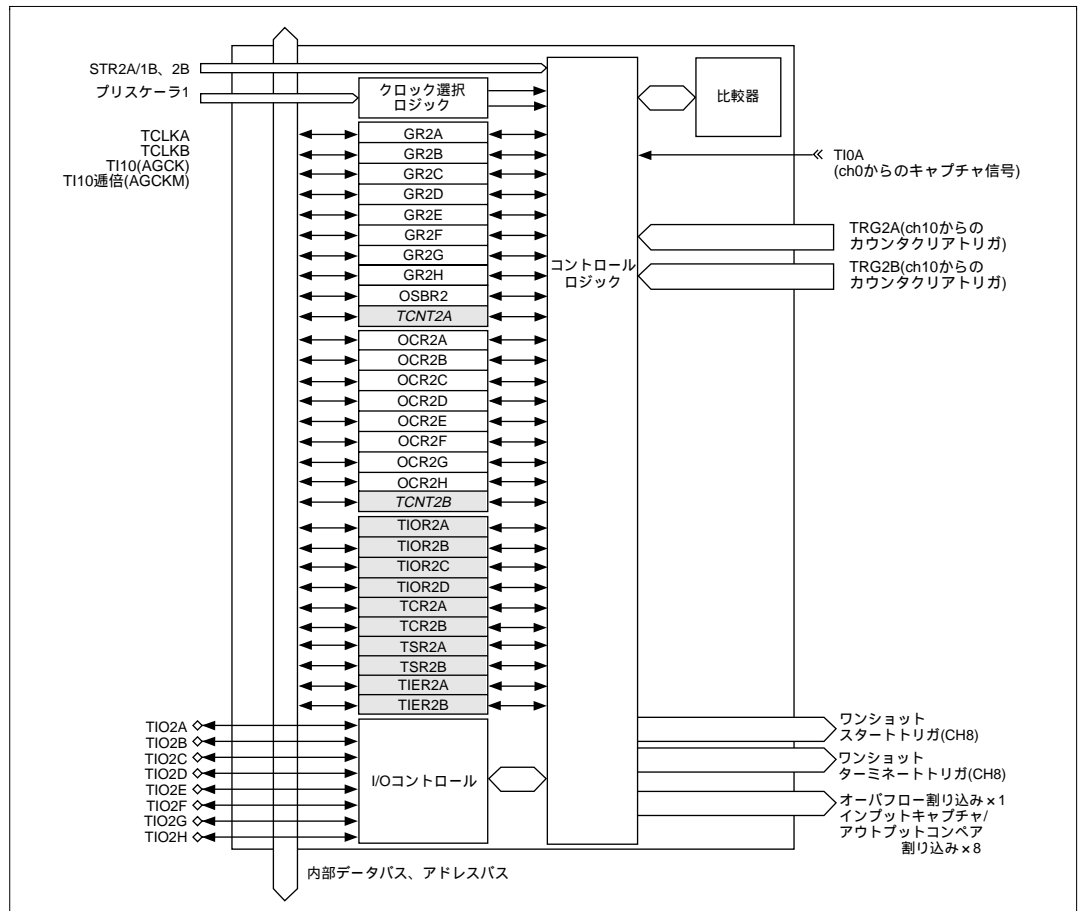 STR2A/1B、2B
プリスケーラ1
TCLKA
TCLKB
TI10(AGCK)
TI10逓倍(AGCKM)
クロック選択
ロジック
GR2A
GR2B
GR2C
GR2D
GR2E
GR2F
GR2G
GR2H
OSBR2
TCNT2A
OCR2A
OCR2B
OCR2C
OCR2D
OCR2E
OCR2F
OCR2G
OCR2H
TCNT2B
TIOR2A
TIOR2B
TIOR2C
TIOR2D
TCR2A
TCR2B
TSR2A
TSR2B
TIER2A
TIER2B
TIO2A
TIO2B
TIO2C
TIO2D
TIO2E
TIO2F
TIO2G
TIO2H
I/Oコントロール
コントロール
ロジック
比較器
TI0A
(ch0からのキャプチャ信号)
TRG2A(ch10からの
カウンタクリアトリガ)
TRG2B(ch10からの
カウンタクリアトリガ)
ワンショット
スタートトリガ(CH8)
ワンショット
ターミネートトリガ(CH8)
オーバフロー割り込み×1
インプットキャプチャ/
アウトプットコンペア
割り込み×8
内部データバス、アドレスバス